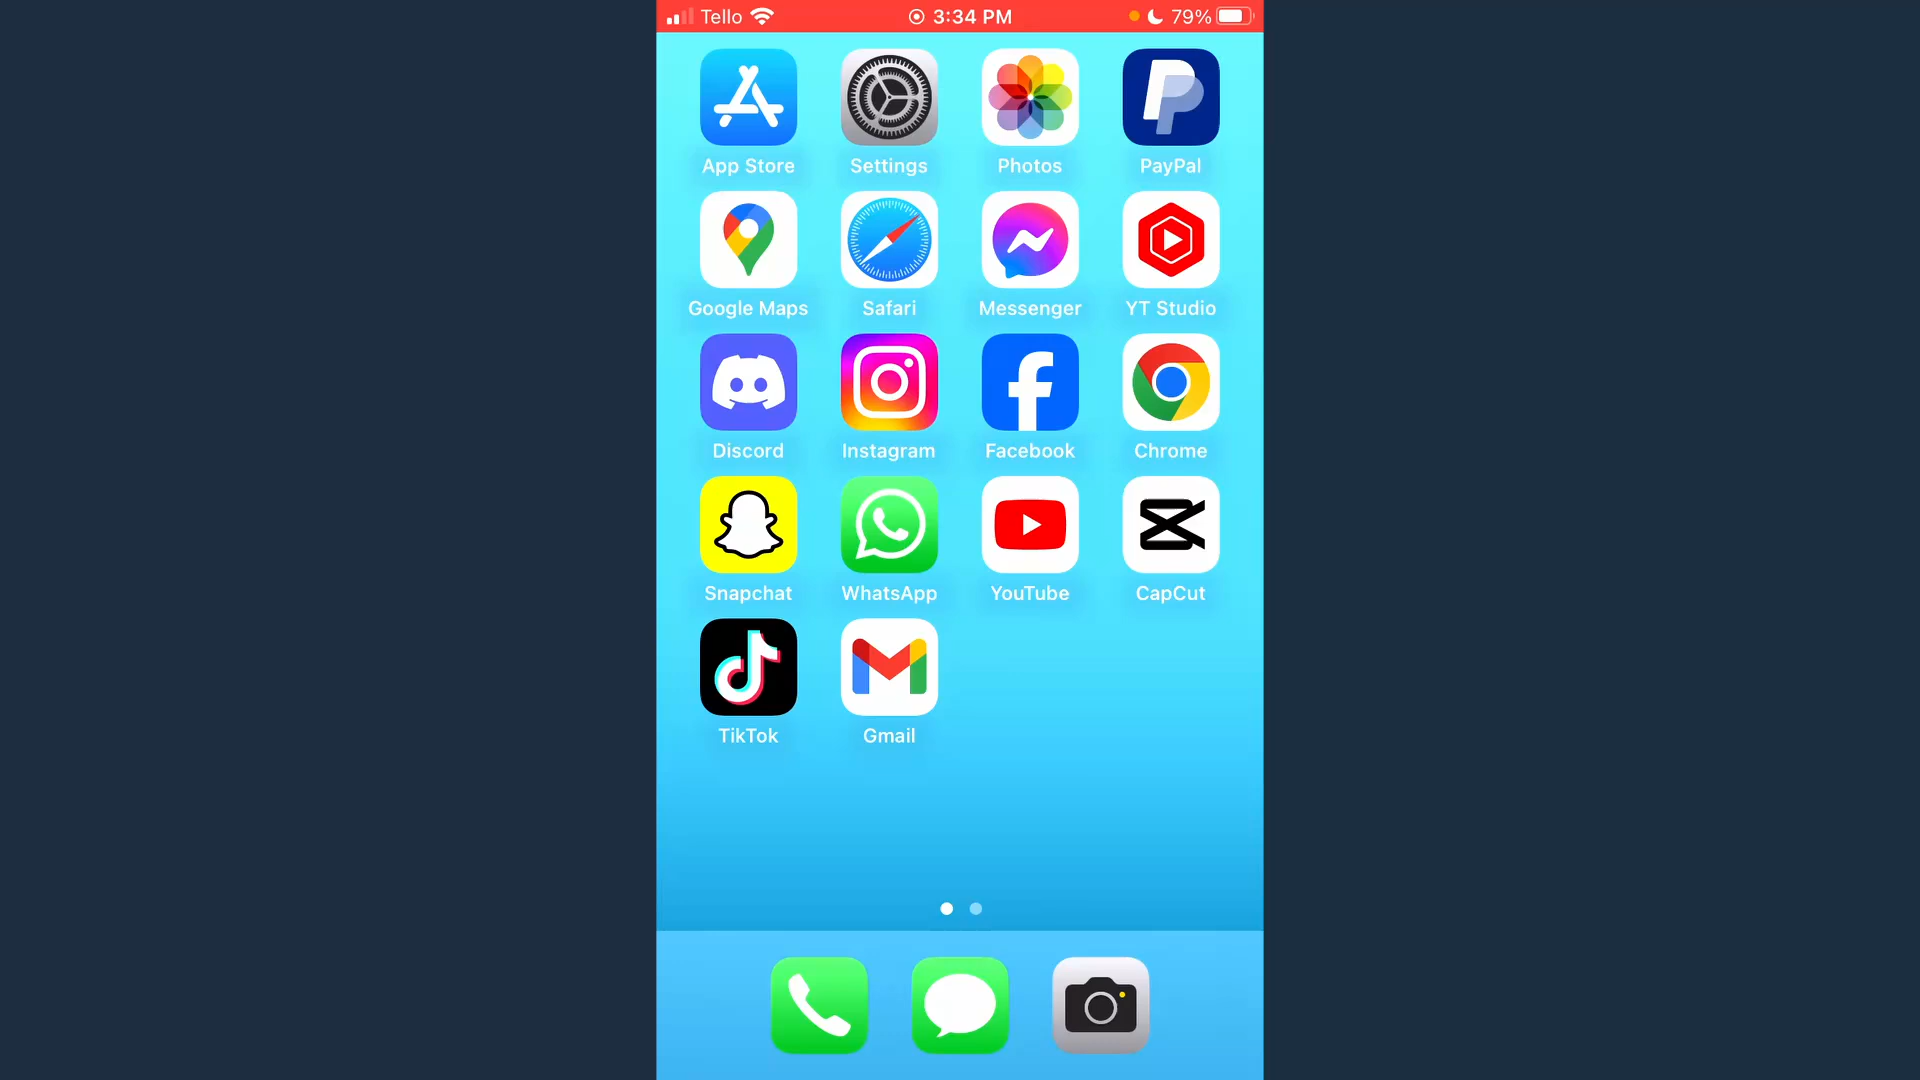 Tello 3:34 PM 79%
App Store Settings Photos PayPal
Google Maps Safari Messenger YT Studio
Discord Instagram Facebook Chrome
Snapchat WhatsApp YouTube CapCut
TikTok Gmail